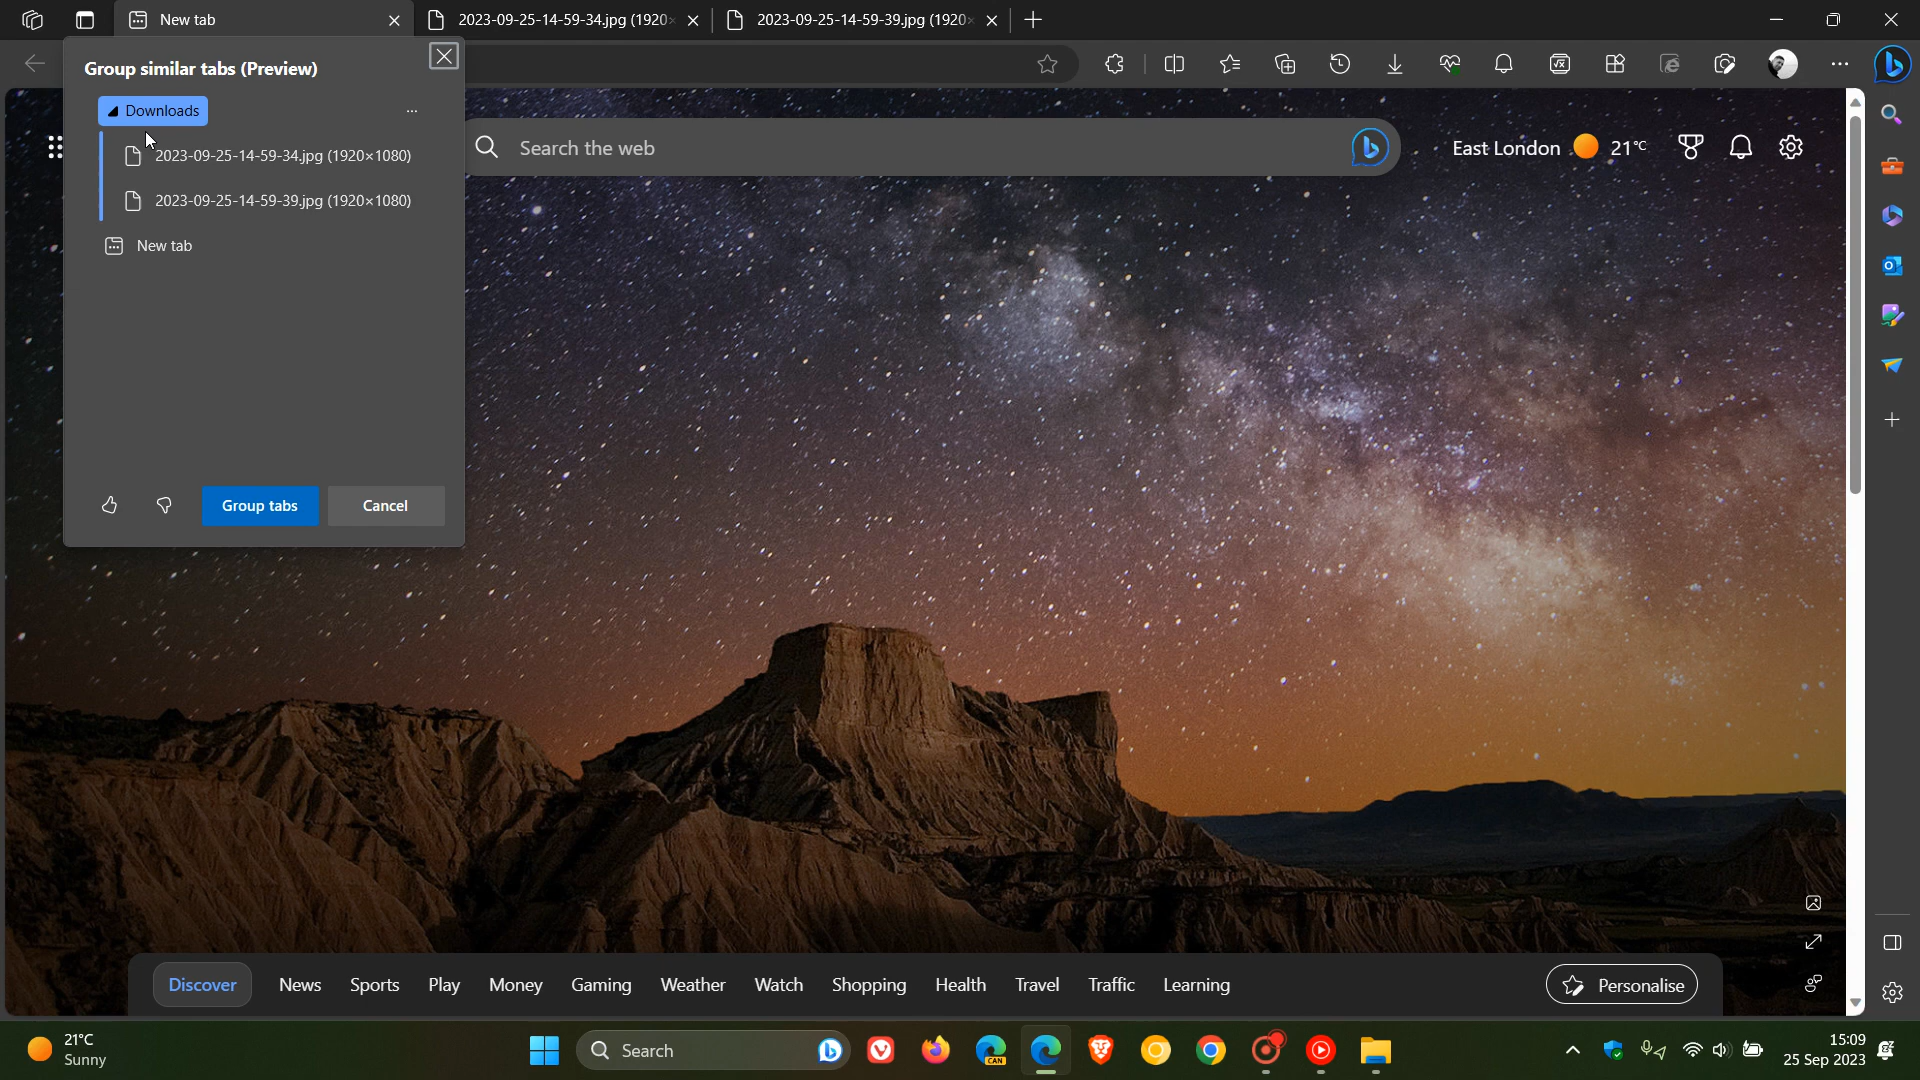 New tab
2023-09-25-14-59-34.jpg (1920×
2023-09-25-14-59-39.jpg (1920×
Group similar tabs (Preview)
Downloads
2023-09-25-14-59-34.jpg (1920×1080)
2023-09-25-14-59-39.jpg (1920×1080)
New tab
Group tabs
Cancel
Search the web
East London
21°C
Discover
News
Sports
Play
Money
Gaming
Weather
Watch
Shopping
Health
Travel
Traffic
Learning
Personalise
21°C
Sunny
Search
CAN
15:09
25 Sep 2023